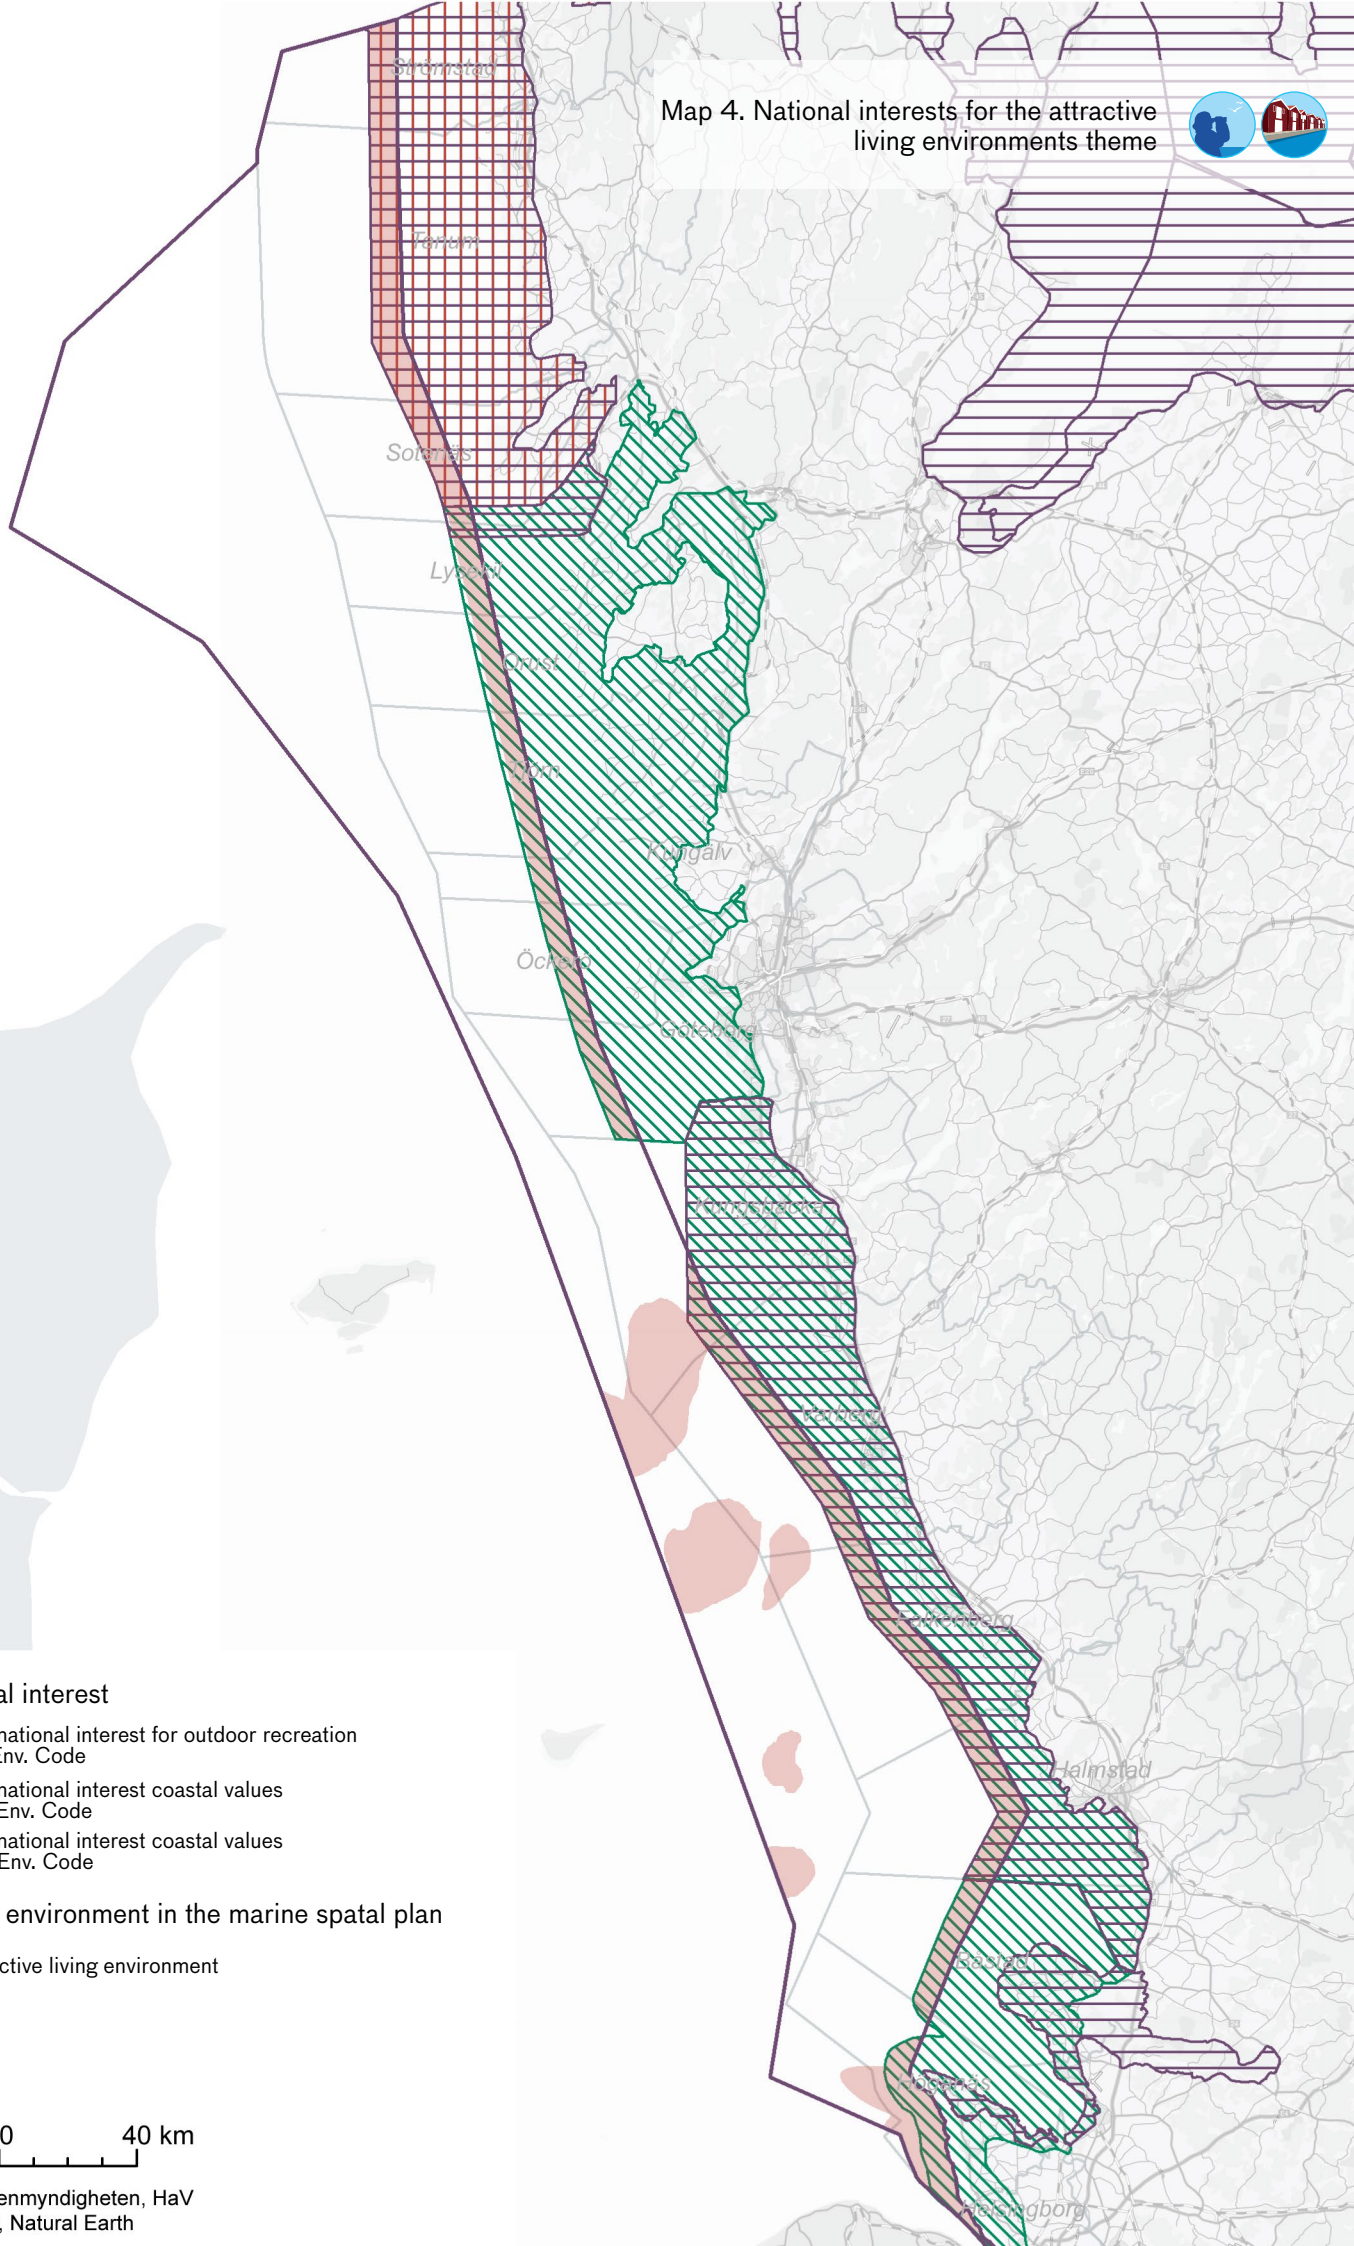 Map 4. National interests for the attractive
living environments theme
Strömstad
Tanum
Sotenäs
Lysekil
Orust
Tjörn
Kungälv
Öckerö
Göteborg
Kungsbacka
Varberg
Falkenberg
Halmstad
Båstad
Höganäs
Helsingborg
al interest
national interest for outdoor recreation
Env. Code
national interest coastal values
Env. Code
national interest coastal values
Env. Code
environment in the marine spatal plan
ctive living environment
0 40 km
enmyndigheten, HaV
, Natural Earth